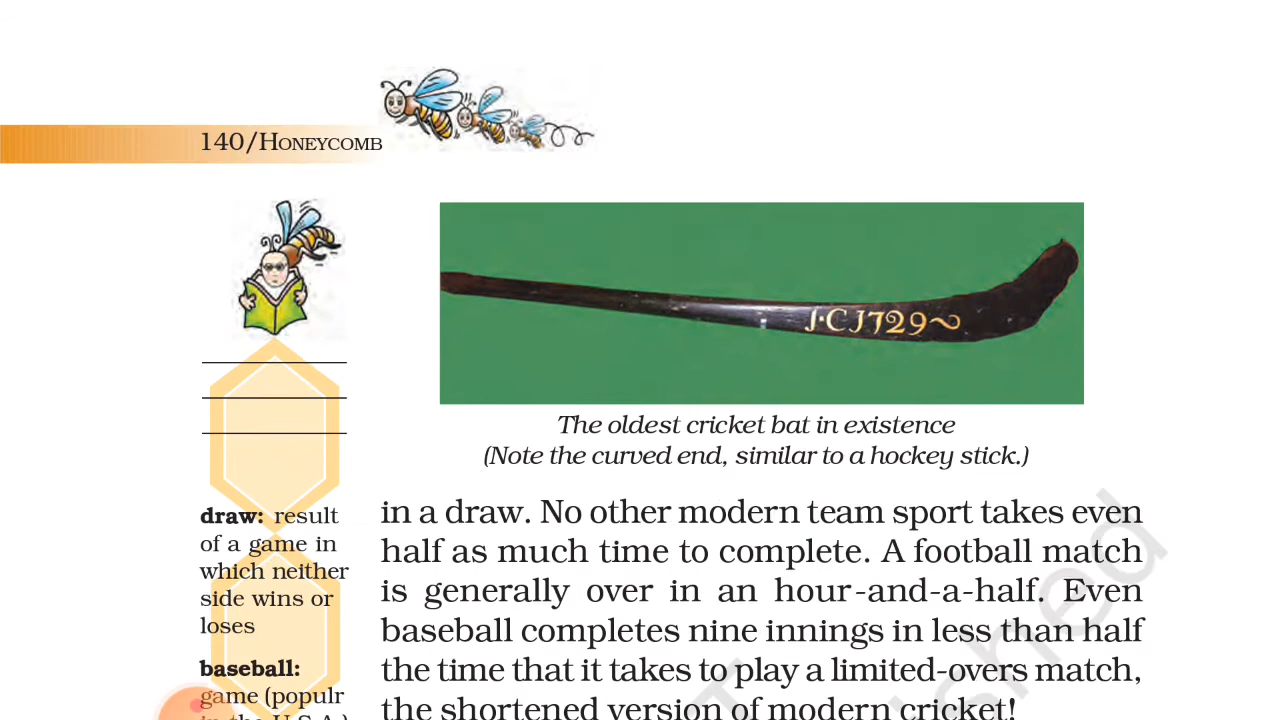 140/HONEYCOMB
J·CJ729~
The oldest cricket bat in existence
(Note the curved end, similar to a hockey stick.)
draw: result
of a game in
which neither
side wins or
loses
baseball:
game (populr
in the U.S.A.)
in a draw. No other modern team sport takes even
half as much time to complete. A football match
is generally over in an hour-and-a-half. Even
baseball completes nine innings in less than half
the time that it takes to play a limited-overs match,
the shortened version of modern cricket!